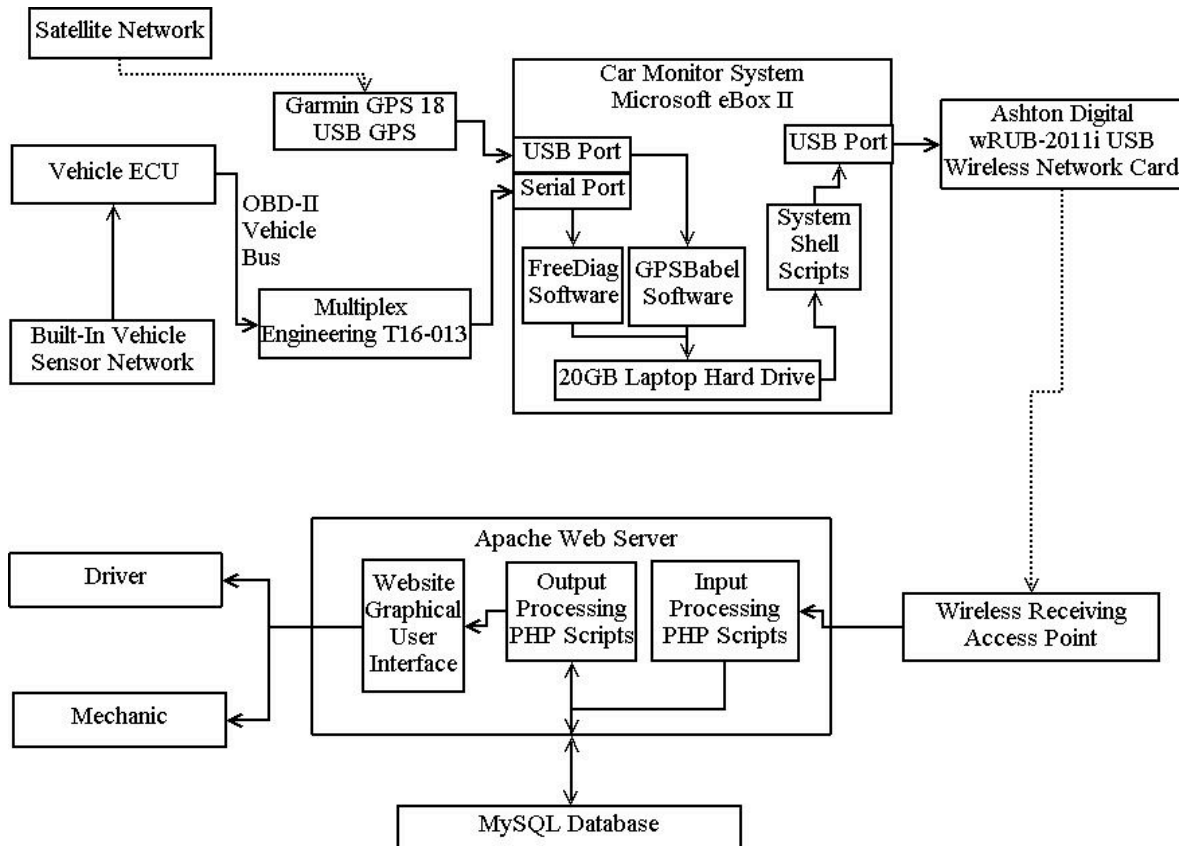 Satellite Network
Garmin GPS 18
USB GPS
Car Monitor System
Microsoft eBox II
Ashton Digital
wRUB-2011i USB
Wireless Network Card
USB Port
USB Port
Serial Port
Vehicle ECU
OBD-II
Vehicle
Bus
System
Shell
Scripts
FreeDiag
Software
GPSBabel
Software
Multiplex
Engineering T16-013
Built-In Vehicle
Sensor Network
20GB Laptop Hard Drive
Apache Web Server
Driver
Website
Graphical
User
Interface
Output
Processing
PHP Scripts
Input
Processing
PHP Scripts
Wireless Receiving
Access Point
Mechanic
MySQL Database